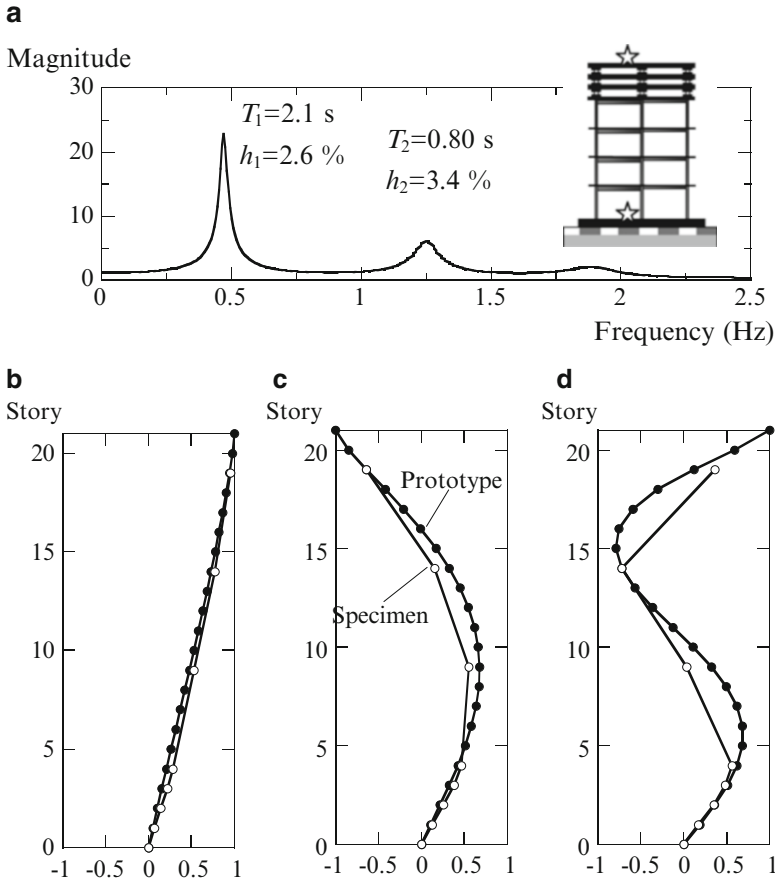 a
Magnitude
30
20
10
0
T1=2.1 s
h1=2.6 %
T2=0.80 s
h2=3.4 %
0 0.5 1 1.5 2 2.5
Frequency (Hz)
b
Story
20
15
10
5
0
-1 -0.5 0 0.5 1
c
Story
20
15
10
5
0
Prototype
Specimen
-1 -0.5 0 0.5 1
d
Story
20
15
10
5
0
-1 -0.5 0 0.5 1